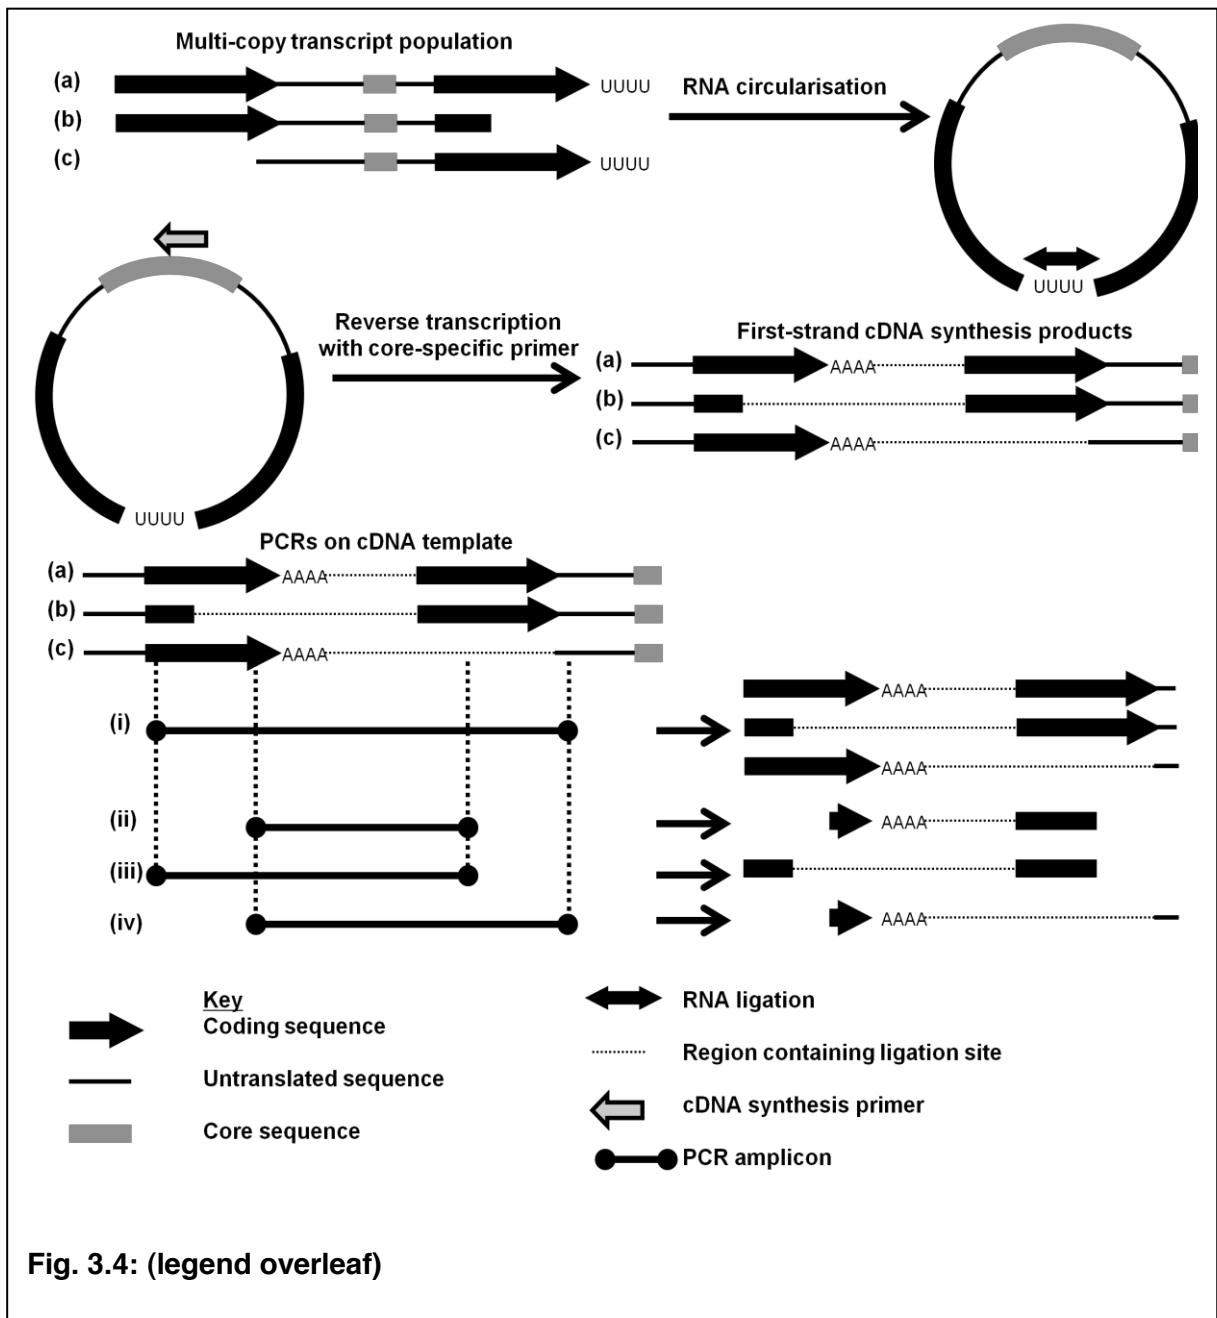 Multi-copy transcript population
(a) UUUU
(b)
(c) UUUU
RNA circularisation
UUUU
UUUU
Reverse transcription
with core-specific primer
First-strand cDNA synthesis products
(a) AAAA
(b)
(c) AAAA
PCRs on cDNA template
(a) AAAA
(b)
(c) AAAA
(i)
(ii)
(iii)
(iv)
AAAA
AAAA
AAAA
AAAA
Key
Coding sequence
Untranslated sequence
Core sequence
RNA ligation
Region containing ligation site
cDNA synthesis primer
PCR amplicon
Fig. 3.4: (legend overleaf)